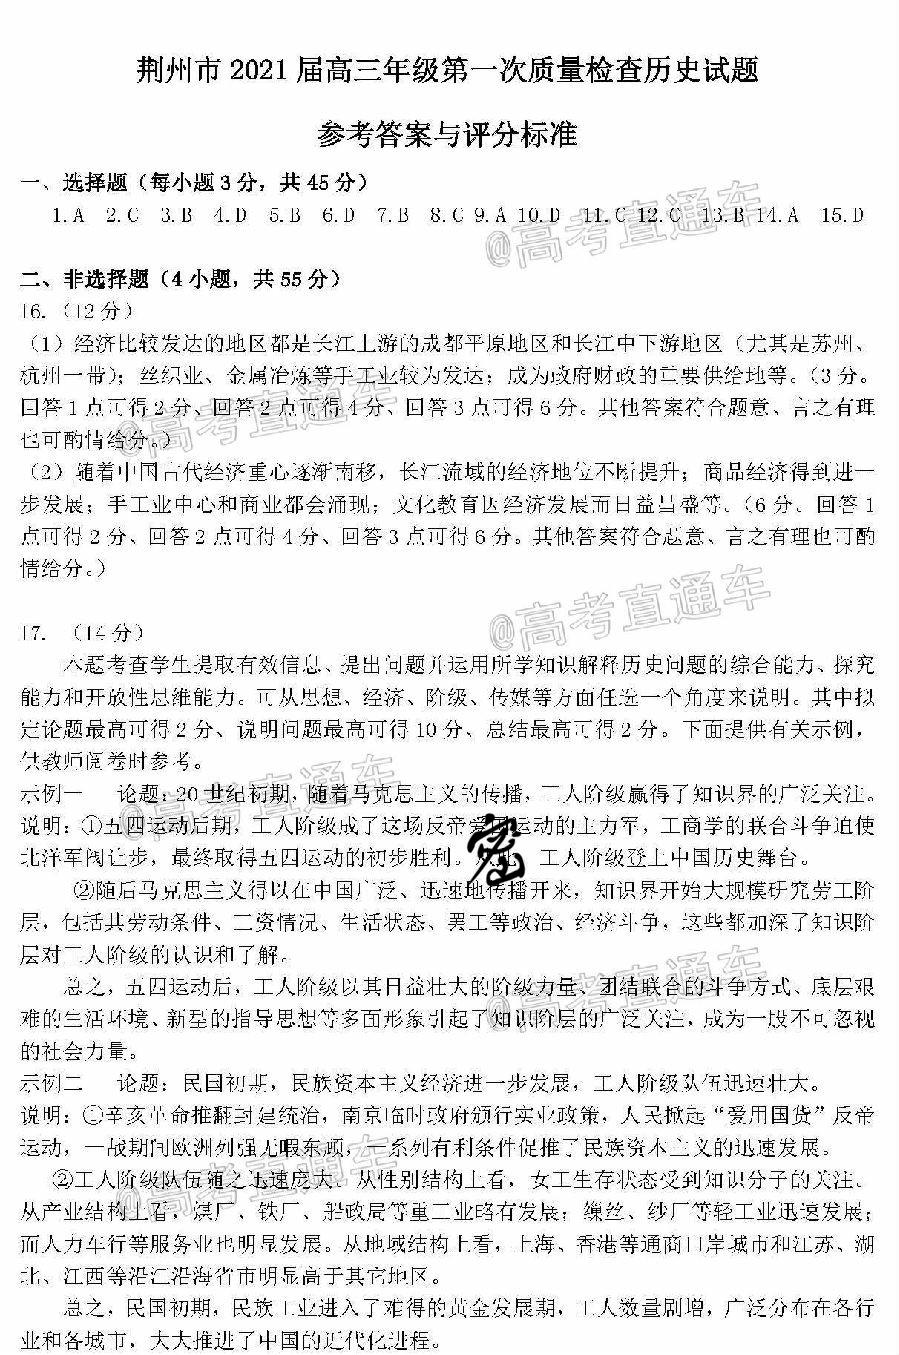 荆州市 2021 届高三年级第一次质量检查历史试题
参考答案与评分标准
一、选择题（每小题 3 分，共 45 分）
1.A 2.C 3.B 4.D 5.B 6.D 7.B 8.C 9.A 10.D 11.C 12.C 13.B 14.A 15.D
@高考直通车
二、非选择题（4 小题，共 55 分）
16. （12 分）
（1）经济比较发达的地区都是长江上游的成都平原地区和长江中下游地区（尤其是苏州、
杭州一带）；丝织业、金属冶炼等手工业较为发达；成为政府财政的重要供给地等。（3 分。
回答 1 点可得 2 分、回答 2 点可得 4 分、回答 3 点可得 6 分。其他答案符合题意、言之有理
也可酌情给分。）
@高考直通车
（2）随着中国古代经济重心逐渐南移，长江流域的经济地位不断提升；商品经济得到进一
步发展；手工业中心和商业都会涌现；文化教育因经济发展而日益昌盛等。（6 分。回答 1
点可得 2 分、回答 2 点可得 4 分、回答 3 点可得 6 分。其他答案符合题意、言之有理也可酌
情给分。）
@高考直通车
17. （14 分）
本题考查学生提取有效信息、提出问题并运用所学知识解释历史问题的综合能力、探究
能力和开放性思维能力。可从思想、经济、阶级、传媒等方面任选一个角度来说明。其中拟
定论题最高可得 2 分、说明问题最高可得 10 分、总结最高可得 2 分。下面提供有关示例，
供教师阅卷时参考。
@高考直通车
示例一 论题：20 世纪初期，随着马克思主义的传播，工人阶级赢得了知识界的广泛关注。
说明：①五四运动后期，工人阶级成了这场反帝爱国运动的主力军，工商学的联合斗争迫使
北洋军阀让步，最终取得五四运动的初步胜利。 工人阶级登上中国历史舞台。
密
②随后马克思主义得以在中国广泛、迅速地传播开来，知识界开始大规模研究劳工阶
层，包括其劳动条件、工资情况、生活状态、罢工等政治、经济斗争，这些都加深了知识阶
层对工人阶级的认识和了解。
@高考直通车
总之，五四运动后，工人阶级以其日益壮大的阶级力量、团结联合的斗争方式、底层艰
难的生活环境、新型的指导思想等多面形象引起了知识阶层的广泛关注，成为一股不可忽视
的社会力量。
示例二 论题：民国初期，民族资本主义经济进一步发展，工人阶级队伍迅速壮大。
说明：①辛亥革命推翻封建统治，南京临时政府颁行实业政策，人民掀起“爱用国货”反帝
运动，一战期间欧洲列强无暇东顾，一系列有利条件促推了民族资本主义的迅速发展。
@高考直通车
②工人阶级队伍随之迅速庞大。从性别结构上看，女工生存状态受到知识分子的关注。
从产业结构上看，煤厂、铁厂、船政局等重工业略有发展；缫丝、纱厂等轻工业迅速发展；
而人力车行等服务业也明显发展。从地域结构上看，上海、香港等通商口岸城市和江苏、湖
北、江西等沿江沿海省市明显高于其它地区。
总之，民国初期，民族工业进入了难得的黄金发展期，工人数量剧增，广泛分布在各行
业和各城市，大大推进了中国的近代化进程。